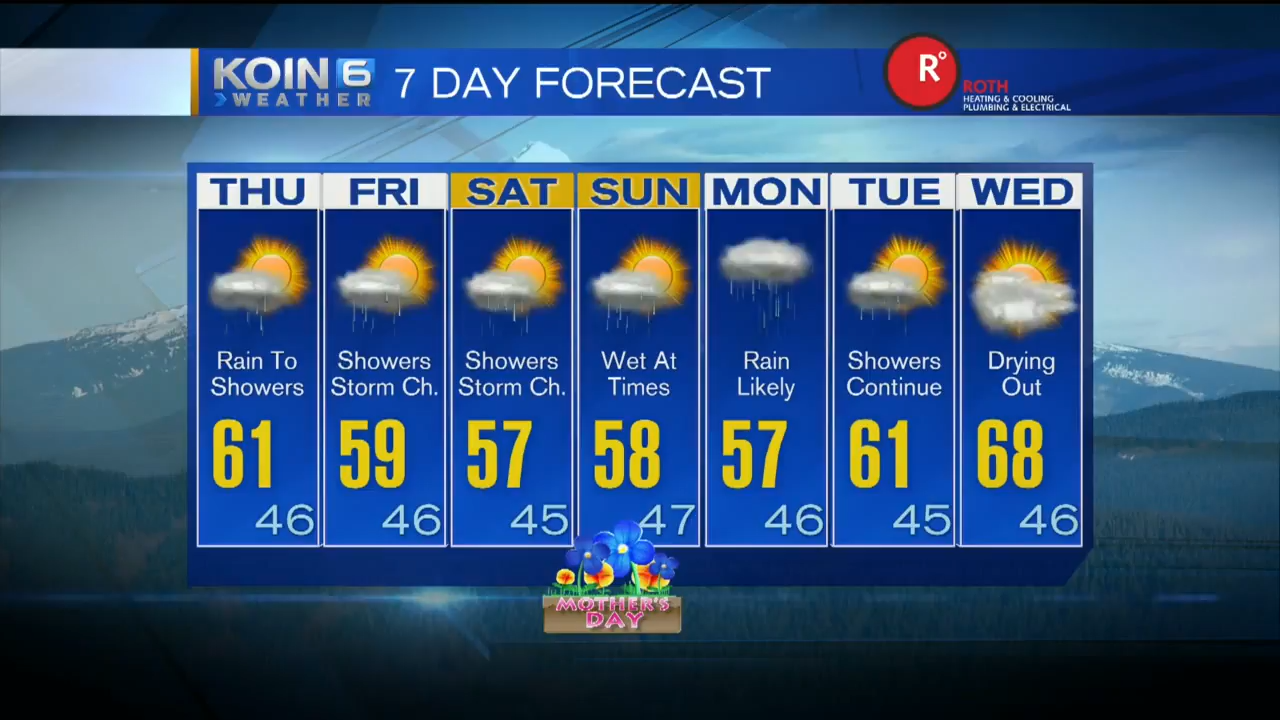 KOIN 6
WEATHER
7 DAY FORECAST
R°
ROTH
HEATING & COOLING
PLUMBING & ELECTRICAL
THU
Rain To
Showers
61
46
FRI
Showers
Storm Ch.
59
46
SAT
Showers
Storm Ch.
57
45
SUN
Wet At
Times
58
47
MOTHER'S
DAY
MON
Rain
Likely
57
46
TUE
Showers
Continue
61
45
WED
Drying
Out
68
46